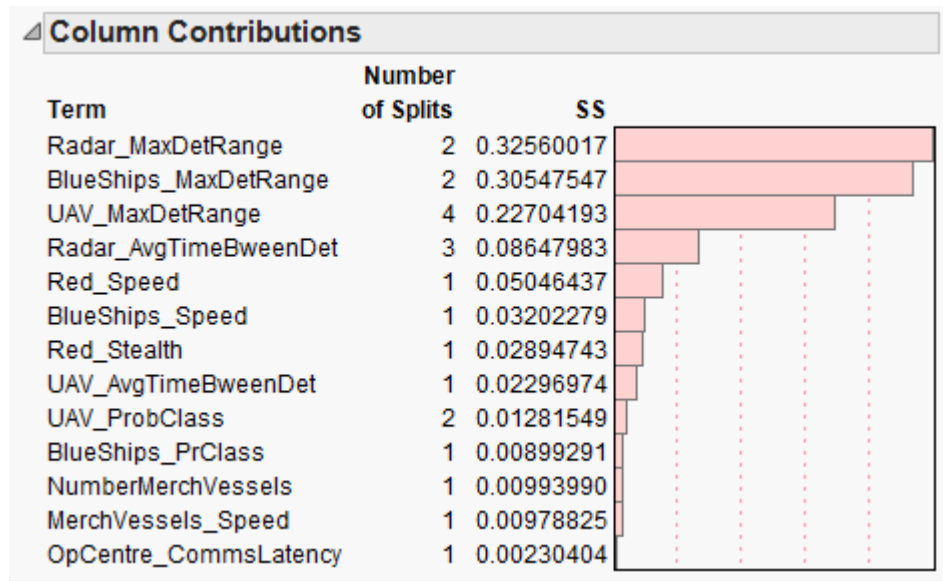 Column Contributions
Number
Term of Splits SS
Radar_MaxDetRange 2 0.32560017
BlueShips_MaxDetRange 2 0.30547547
UAV_MaxDetRange 4 0.22704193
Radar_AvgTimeBweenDet 3 0.08647983
Red_Speed 1 0.05046437
BlueShips_Speed 1 0.03202279
Red_Stealth 1 0.02894743
UAV_AvgTimeBweenDet 1 0.02296974
UAV_ProbClass 2 0.01281549
BlueShips_PrClass 1 0.00899291
NumberMerchVessels 1 0.00993990
MerchVessels_Speed 1 0.00978825
OpCentre_CommsLatency 1 0.00230404